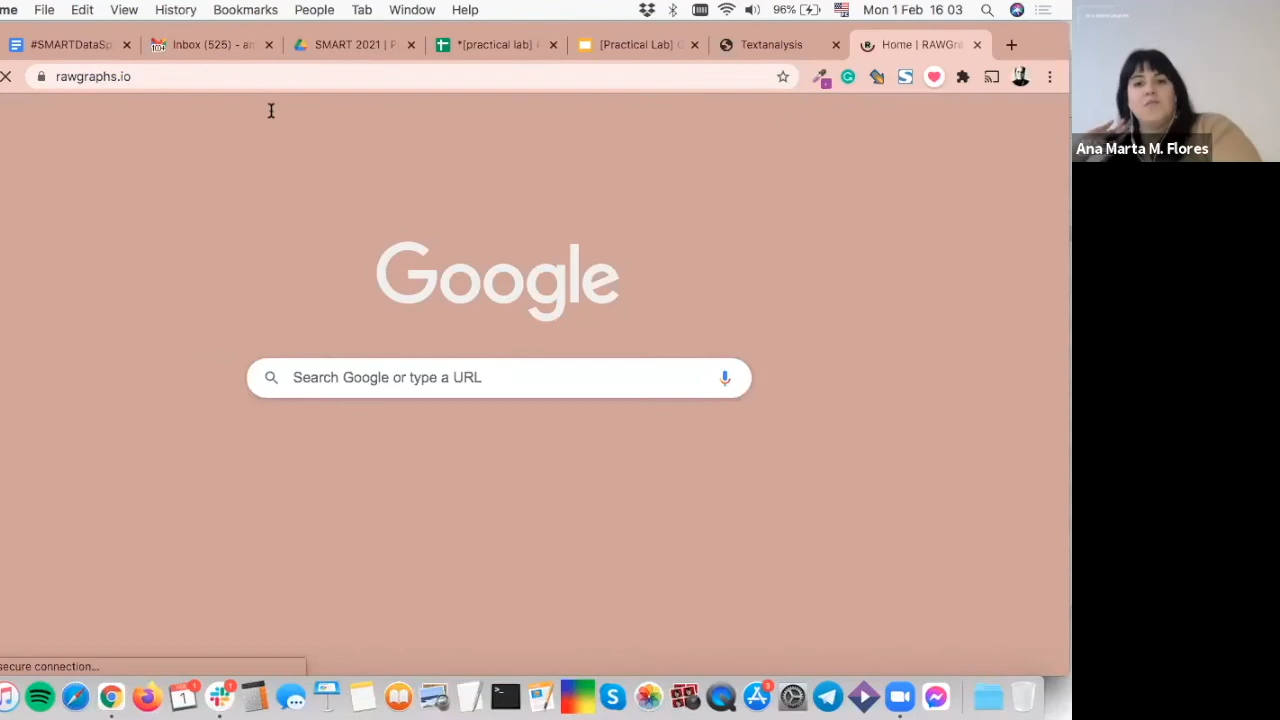 me File Edit View History Bookmarks People Tab Window Help 96% Mon 1 Feb 16 03
#SMARTDataSp Inbox (525) - an SMART 2021 | P *[practical lab] [Practical Lab] G Textanalysis Home | RAWGra
rawgraphs.io
Ana Marta M. Flores
Google
Search Google or type a URL
secure connection...